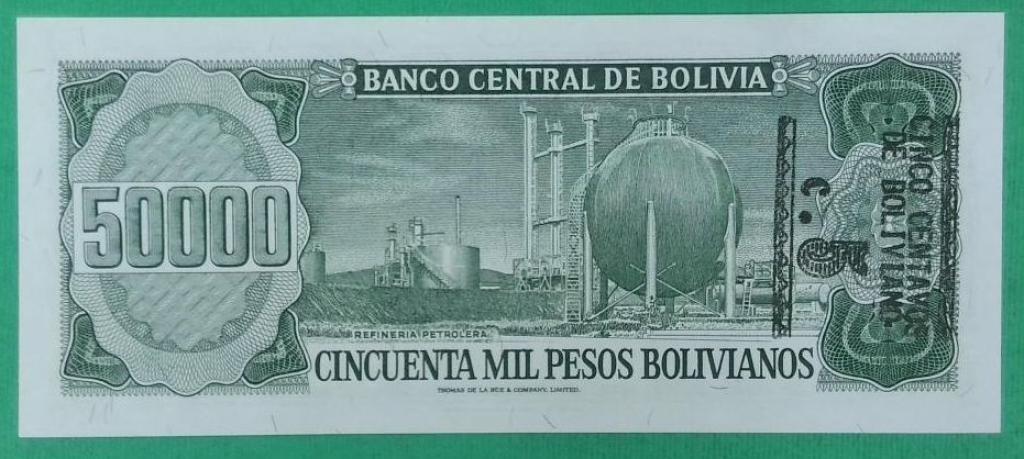 BANCO CENTRAL DE BOLIVIA
50000
REFINERIA PETROLERA
CINCUENTA MIL PESOS BOLIVIANOS
THOMAS DE LA RUE & COMPANY, LIMITED.
CINCO CENTAVOS
DE BOLIVIANO